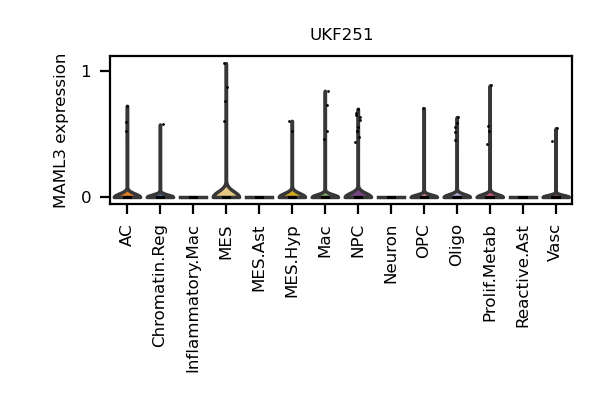 UKF251
MAML3 expression
1
0
AC
Chromatin.Reg
Inflammatory.Mac
MES
MES.Ast
MES.Hyp
Mac
NPC
Neuron
OPC
Oligo
Prolif.Metab
Reactive.Ast
Vasc